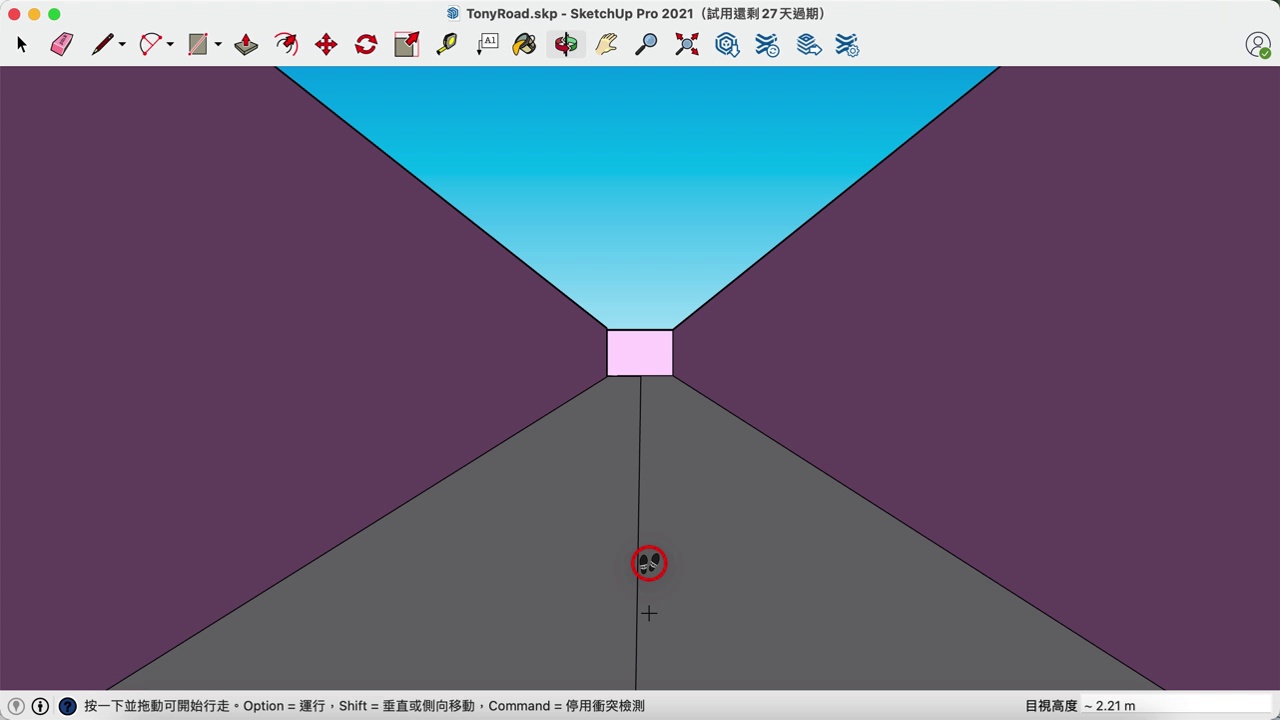 TonyRoad.skp - SketchUp Pro 2021（試用還剩 27 天過期）
A1
按一下並拖動可開始行走。Option = 運行，Shift = 垂直或側向移動，Command = 停用衝突檢測
目視高度 ~ 2.21 m